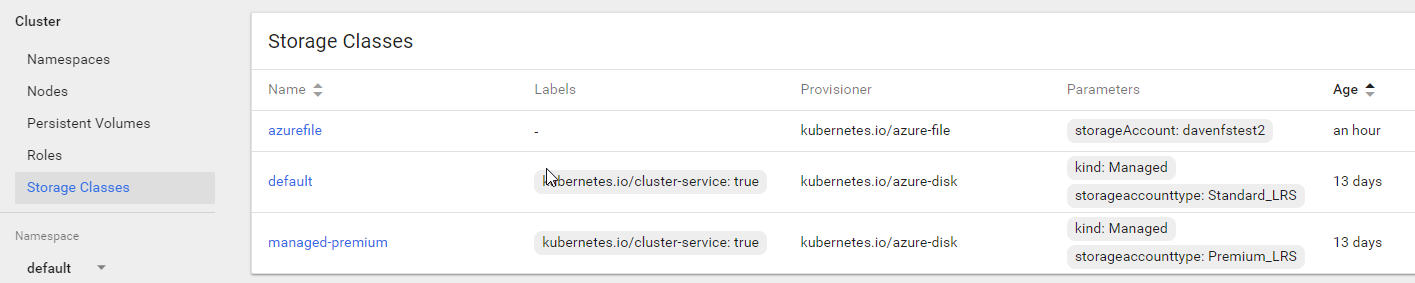 Cluster
Namespaces
Nodes
Persistent Volumes
Roles
Storage Classes
Namespace
default
Storage Classes
Name Labels Provisioner Parameters Age
azurefile - kubernetes.io/azure-file storageAccount: davenfstest2 an hour
default kubernetes.io/cluster-service: true kubernetes.io/azure-disk kind: Managed 13 days
storageaccounttype: Standard_LRS
managed-premium kubernetes.io/cluster-service: true kubernetes.io/azure-disk kind: Managed 13 days
storageaccounttype: Premium_LRS